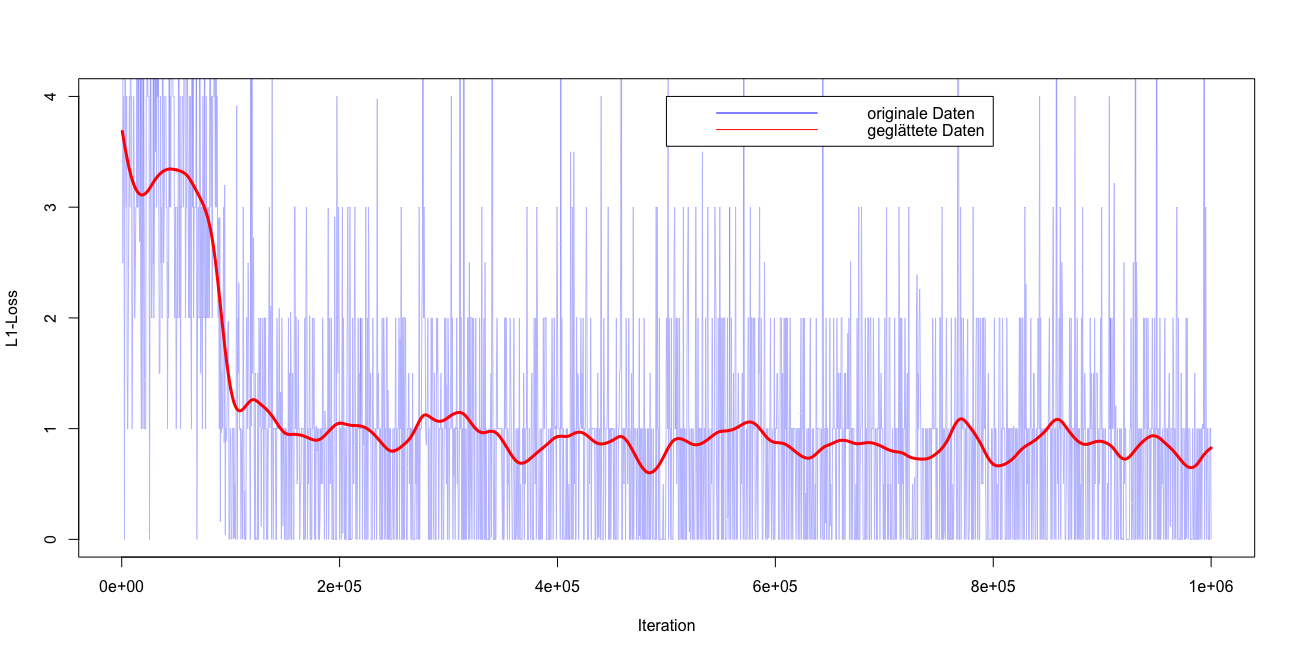 originale Daten
geglättete Daten
L1-Loss
4
3
2
1
0
0e+00 2e+05 4e+05 6e+05 8e+05 1e+06
Iteration